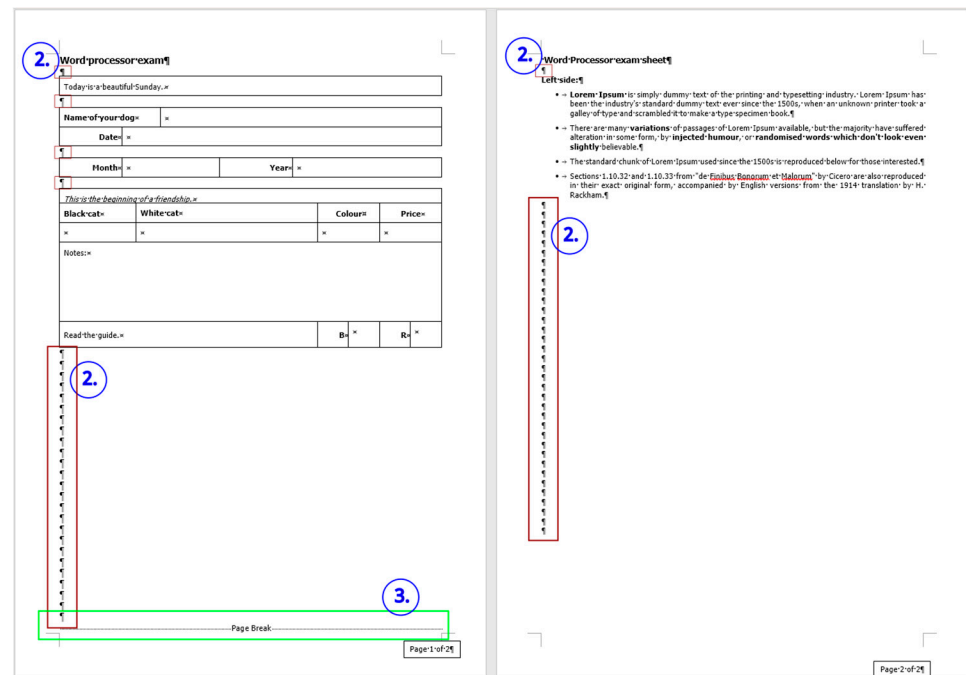 2.
Word processor exam¶
¶
Today is a beautiful Sunday.¤
¶
Name of your dog¤ ¤
Date¤ ¤
¶
Month¤ ¤ Year¤ ¤
¶
This is the beginning of a friendship.¤
Black cat¤ White cat¤ Colour¤ Price¤
¤ ¤ ¤ ¤
Notes:¤
Read the guide.¤ B¤ ¤ R¤ ¤
2.
3.
Page Break
Page 1 of 2¶
2.
Word Processor exam sheet¶
¶
Left side:¶
• → Lorem Ipsum is simply dummy text of the printing and typesetting industry. Lorem Ipsum has
been the industry's standard dummy text ever since the 1500s, when an unknown printer took a
galley of type and scrambled it to make a type specimen book.¶
• → There are many variations of passages of Lorem Ipsum available, but the majority have suffered
alteration in some form, by injected humour, or randomised words which don't look even
slightly believable.¶
• → The standard chunk of Lorem Ipsum used since the 1500s is reproduced below for those interested.¶
• → Sections 1.10.32 and 1.10.33 from "de Finibus Bonorum et Malorum" by Cicero are also reproduced
in their exact original form, accompanied by English versions from the 1914 translation by H.
Rackham.¶
2.
Page 2 of 2¶